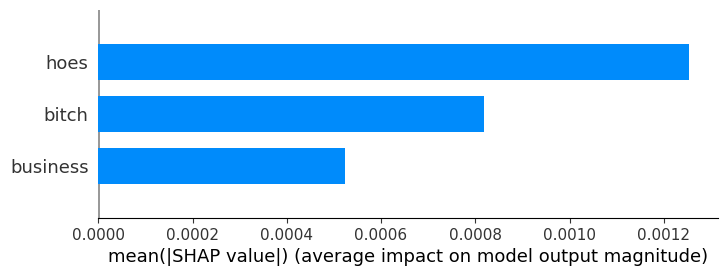 hoes
bitch
business
0.0000 0.0002 0.0004 0.0006 0.0008 0.0010 0.0012
mean(|SHAP value|) (average impact on model output magnitude)